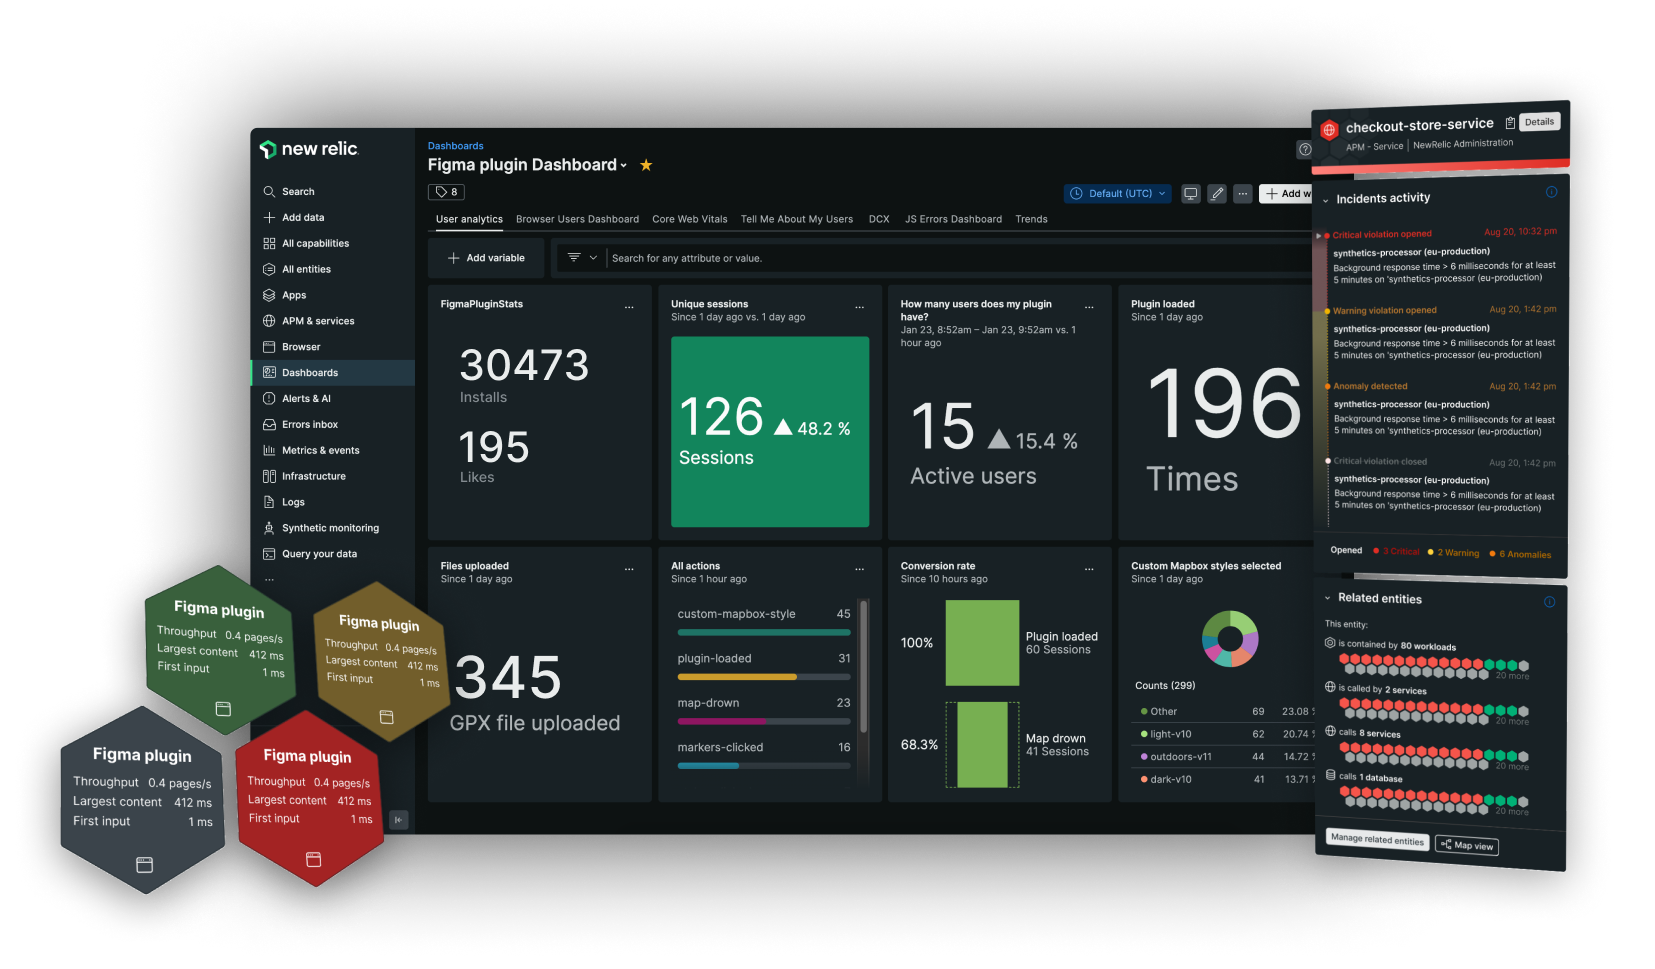 new relic
Search
Add data
All capabilities
All entities
Apps
APM & services
Browser
Dashboards
Alerts & AI
Errors inbox
Metrics & events
Infrastructure
Logs
Synthetic monitoring
Query your data
...
Dashboards
Figma plugin Dashboard
8
Default (UTC)
...
Add w
User analytics Browser Users Dashboard Core Web Vitals Tell Me About My Users DCX JS Errors Dashboard Trends
Add variable
Search for any attribute or value.
FigmaPluginStats
...
30473
Installs
195
Likes
Unique sessions
...
Since 1 day ago vs. 1 day ago
126 48.2 %
Sessions
How many users does my plugin
have?
...
Jan 23, 8:52am – Jan 23, 9:52am vs. 1
hour ago
15 15.4 %
Active users
Plugin loaded
Since 1 day ago
196
Times
Files uploaded
...
Since 1 day ago
345
GPX file uploaded
All actions
...
Since 1 hour ago
custom-mapbox-style 45
plugin-loaded 31
map-drown 23
markers-clicked 16
Conversion rate
...
Since 10 hours ago
100%
Plugin loaded
60 Sessions
68.3%
Map drown
41 Sessions
Custom Mapbox styles selected
Since 1 day ago
Counts (299)
Other 69 23.08
light-v10 62 20.74
outdoors-v11 44 14.72
dark-v10 41 13.71
checkout-store-service
Details
APM - Service | NewRelic Administration
Incidents activity
Critical violation opened Aug 20, 10:32 pm
synthetics-processor (eu-production)
Background response time > 6 milliseconds for at least
5 minutes on 'synthetics-processor (eu-production)
Warning violation opened Aug 20, 1:42 pm
synthetics-processor (eu-production)
Background response time > 6 milliseconds for at least
5 minutes on 'synthetics-processor (eu-production)
Anomaly detected Aug 20, 1:42 pm
synthetics-processor (eu-production)
Background response time > 6 milliseconds for at least
5 minutes on 'synthetics-processor (eu-production)
Critical violation closed Aug 20, 1:42 pm
synthetics-processor (eu-production)
Background response time > 6 milliseconds for at least
5 minutes on 'synthetics-processor (eu-production)
Opened 3 Critical 2 Warning 6 Anomalies
Related entities
This entity:
is contained by 80 workloads
20 more
is called by 2 services
20 more
calls 8 services
20 more
calls 1 database
20 more
Manage related entities
Map view
Figma plugin
Throughput 0.4 pages/s
Largest content 412 ms
First input 1 ms
Figma plugin
Throughput 0.4 pages/s
Largest content 412 ms
First input 1 ms
Figma plugin
Throughput 0.4 pages/s
Largest content 412 ms
First input 1 ms
Figma plugin
Throughput 0.4 pages/s
Largest content 412 ms
First input 1 ms